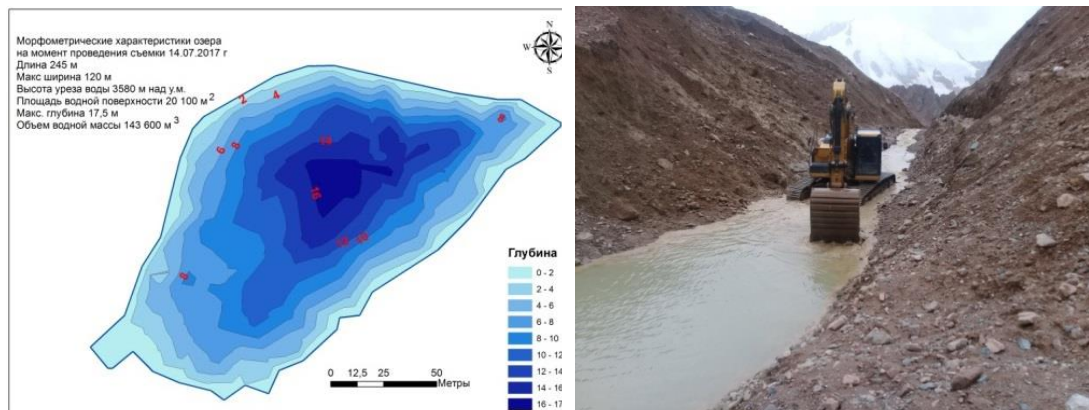 Морфометрические характеристики озера
на момент проведения съемки 14.07.2017 г
Длина 245 м
Макс ширина 120 м
Высота уреза воды 3580 м над у.м.
Площадь водной поверхности 20 100 м2
Макс. глубина 17,5 м
Объем водной массы 143 600 м3
N
W E
S
2
4
6
8
12
16
8
Глубина
0 - 2
2 - 4
4 - 6
6 - 8
8 - 10
10 - 12
12 - 14
14 - 16
16 - 17
0 12,5 25 50
Метры